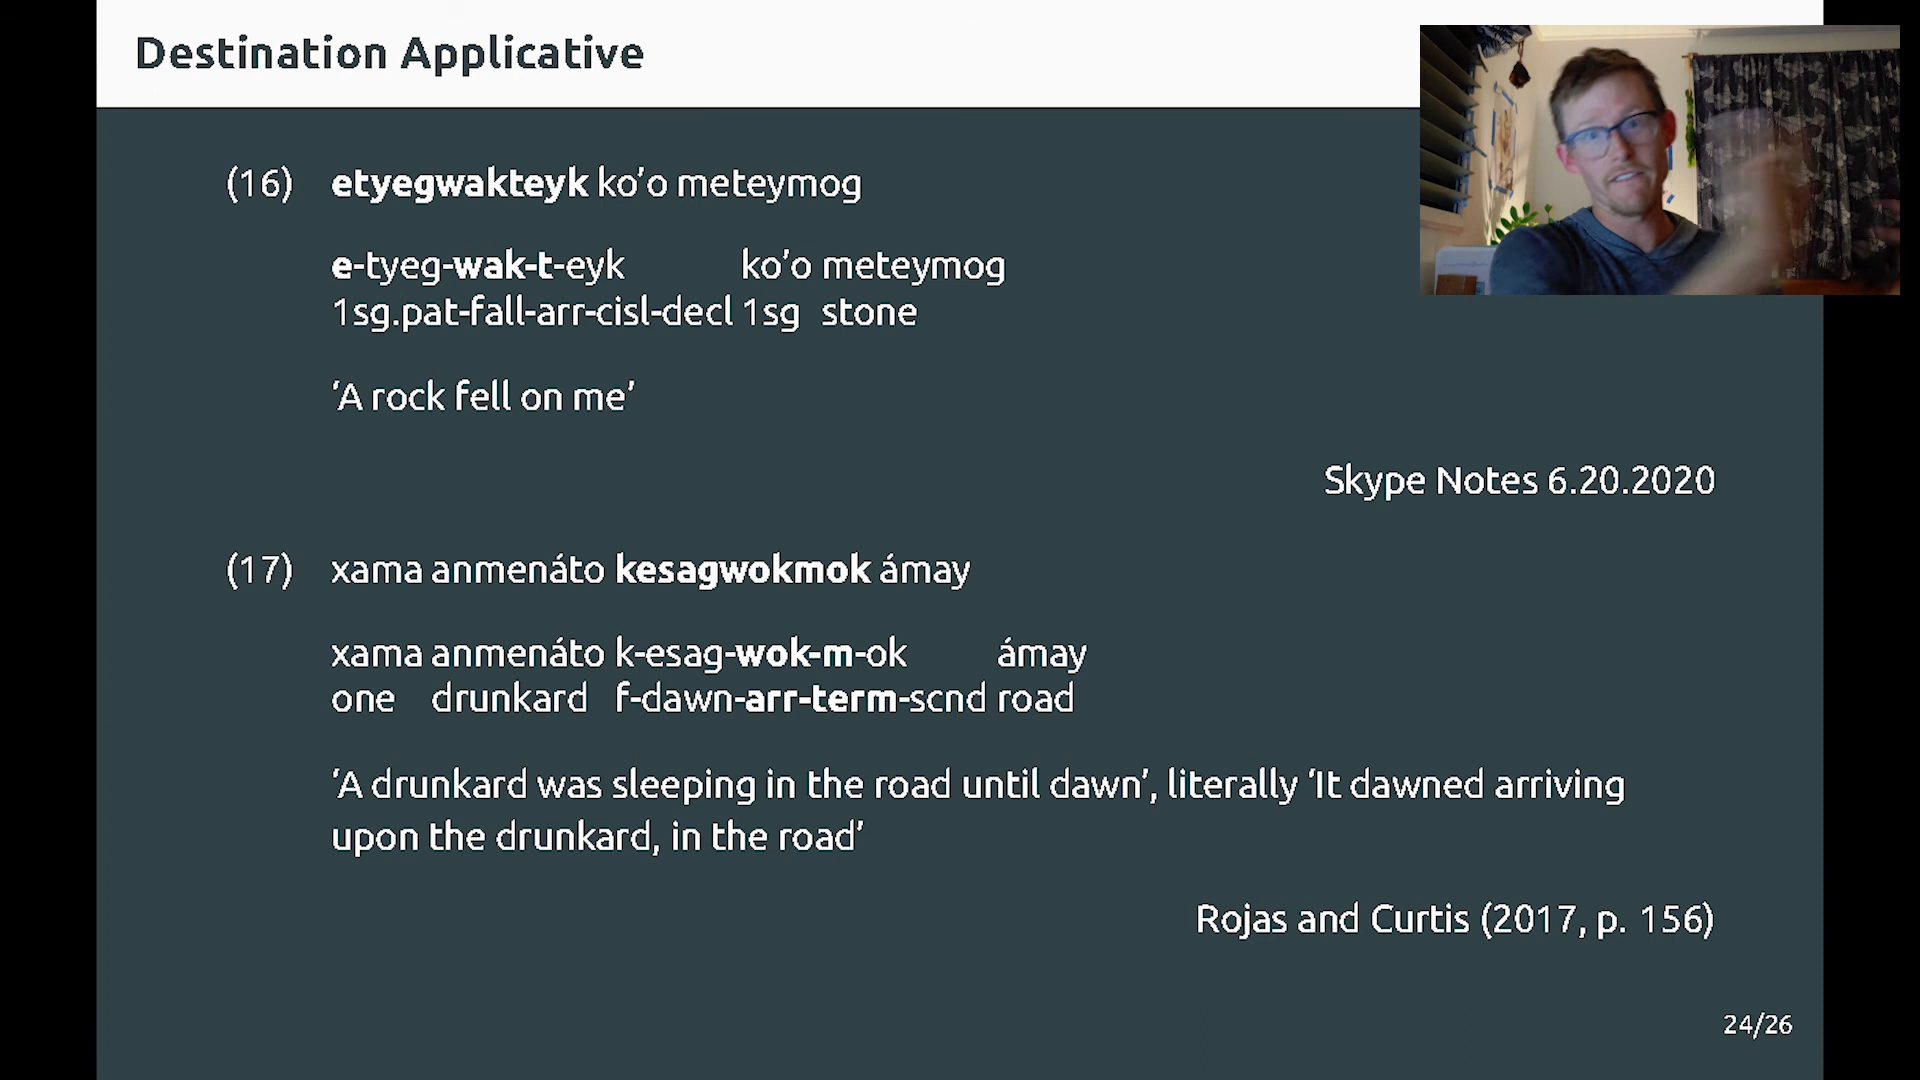 Destination Applicative
(16) etyegwakteyk ko’o meteymog
e-tyeg-wak-t-eyk ko’o meteymog
1sg.pat-fall-arr-cisl-decl 1sg stone
‘A rock fell on me’
Skype Notes 6.20.2020
(17) xama anmenáto kesagwokmok ámay
xama anmenáto k-esag-wok-m-ok ámay
one drunkard f-dawn-arr-term-scnd road
‘A drunkard was sleeping in the road until dawn’, literally ‘It dawned arriving
upon the drunkard, in the road’
Rojas and Curtis (2017, p. 156)
24/26